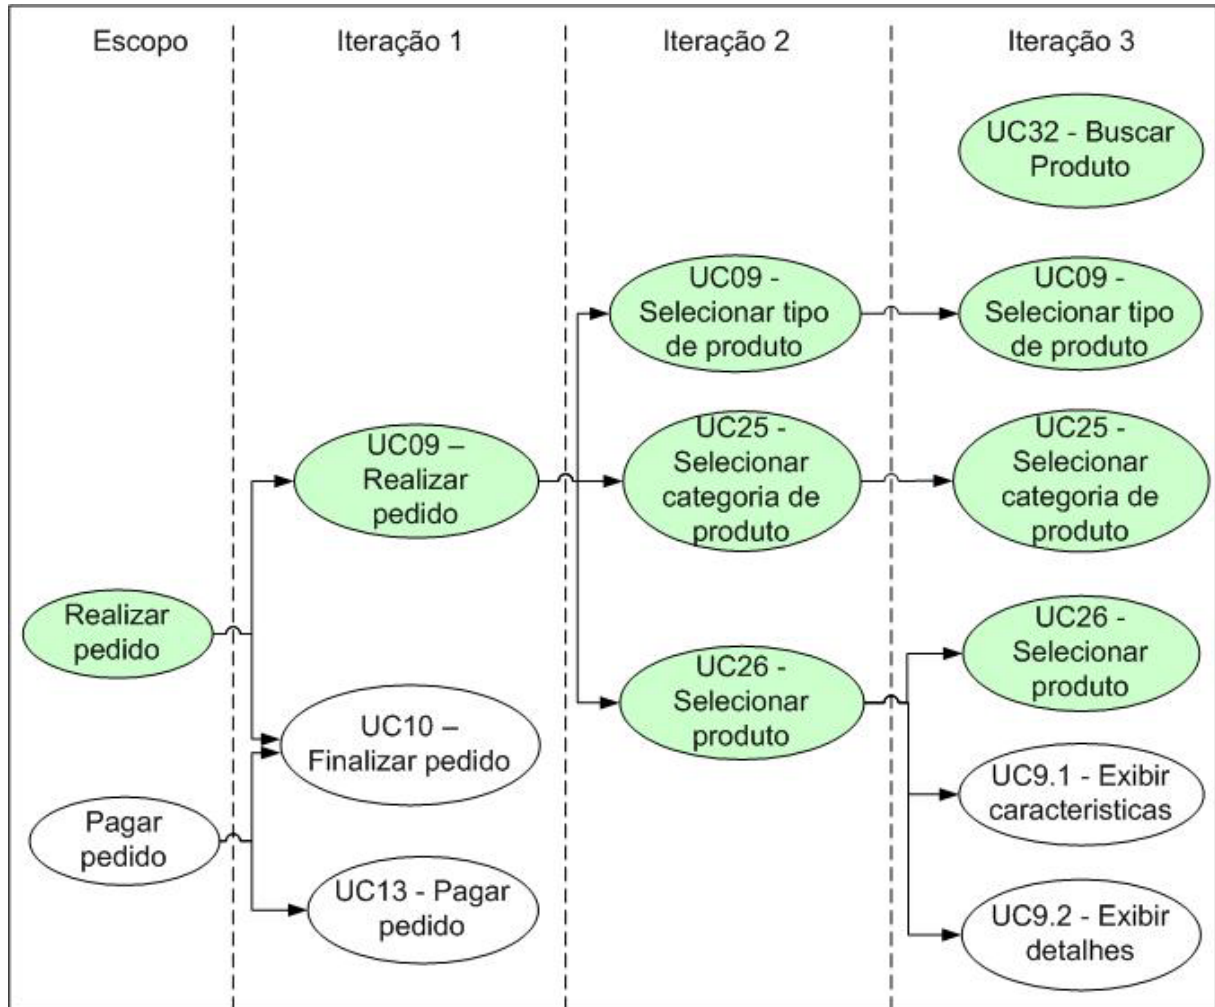 Escopo
Iteração 1
Iteração 2
Iteração 3
UC32 - Buscar
Produto
UC09 -
Selecionar tipo
de produto
UC09 -
Selecionar tipo
de produto
UC09 –
Realizar
pedido
UC25 -
Selecionar
categoria de
produto
UC25 -
Selecionar
categoria de
produto
Realizar
pedido
UC26 -
Selecionar
produto
UC26 -
Selecionar
produto
UC10 –
Finalizar pedido
UC9.1 - Exibir
caracteristicas
Pagar
pedido
UC13 - Pagar
pedido
UC9.2 - Exibir
detalhes